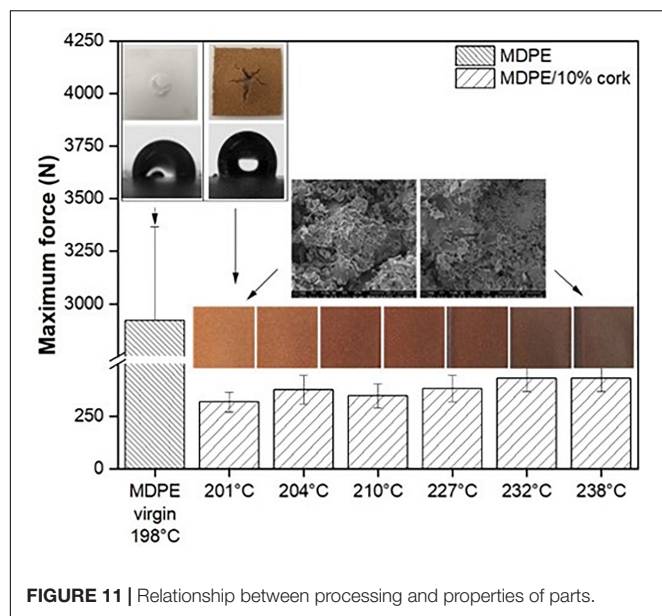 4250
4000
3750
3500
3250
3000
250
0
Maximum force (N)
MDPE
MDPE/10% cork
MDPE
virgin
198°C
201°C
204°C
210°C
227°C
232°C
238°C
FIGURE 11 | Relationship between processing and properties of parts.